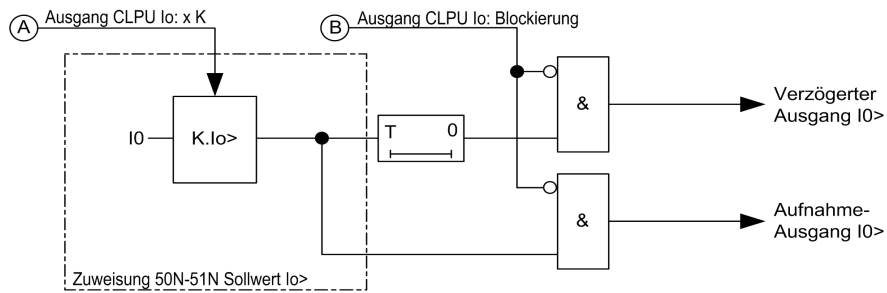 A
Ausgang CLPU Io: x K
B
Ausgang CLPU Io: Blockierung
I0
K.Io>
T 0
&
Verzögerter
Ausgang I0>
&
Aufnahme-
Ausgang I0>
Zuweisung 50N-51N Sollwert Io>